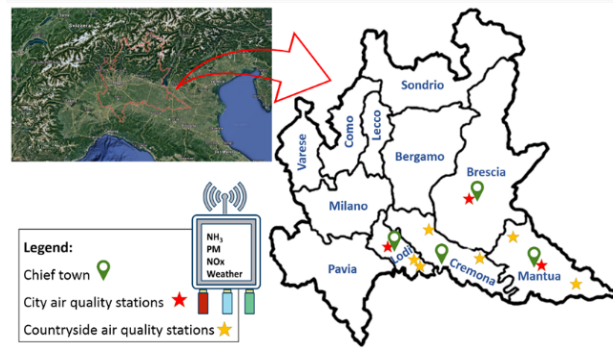 Sondrio
Varese
Como
Lecco
Bergamo
Brescia
Milano
Pavia
Lodi
Cremona
Mantua
NH3
PM
NOx
Weather
Legend:
Chief town
City air quality stations
Countryside air quality stations